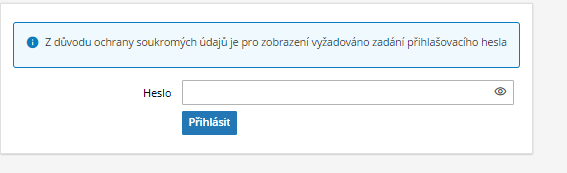 Z důvodu ochrany soukromých údajů je pro zobrazení vyžadováno zadání přihlašovacího hesla
Heslo
Přihlásit